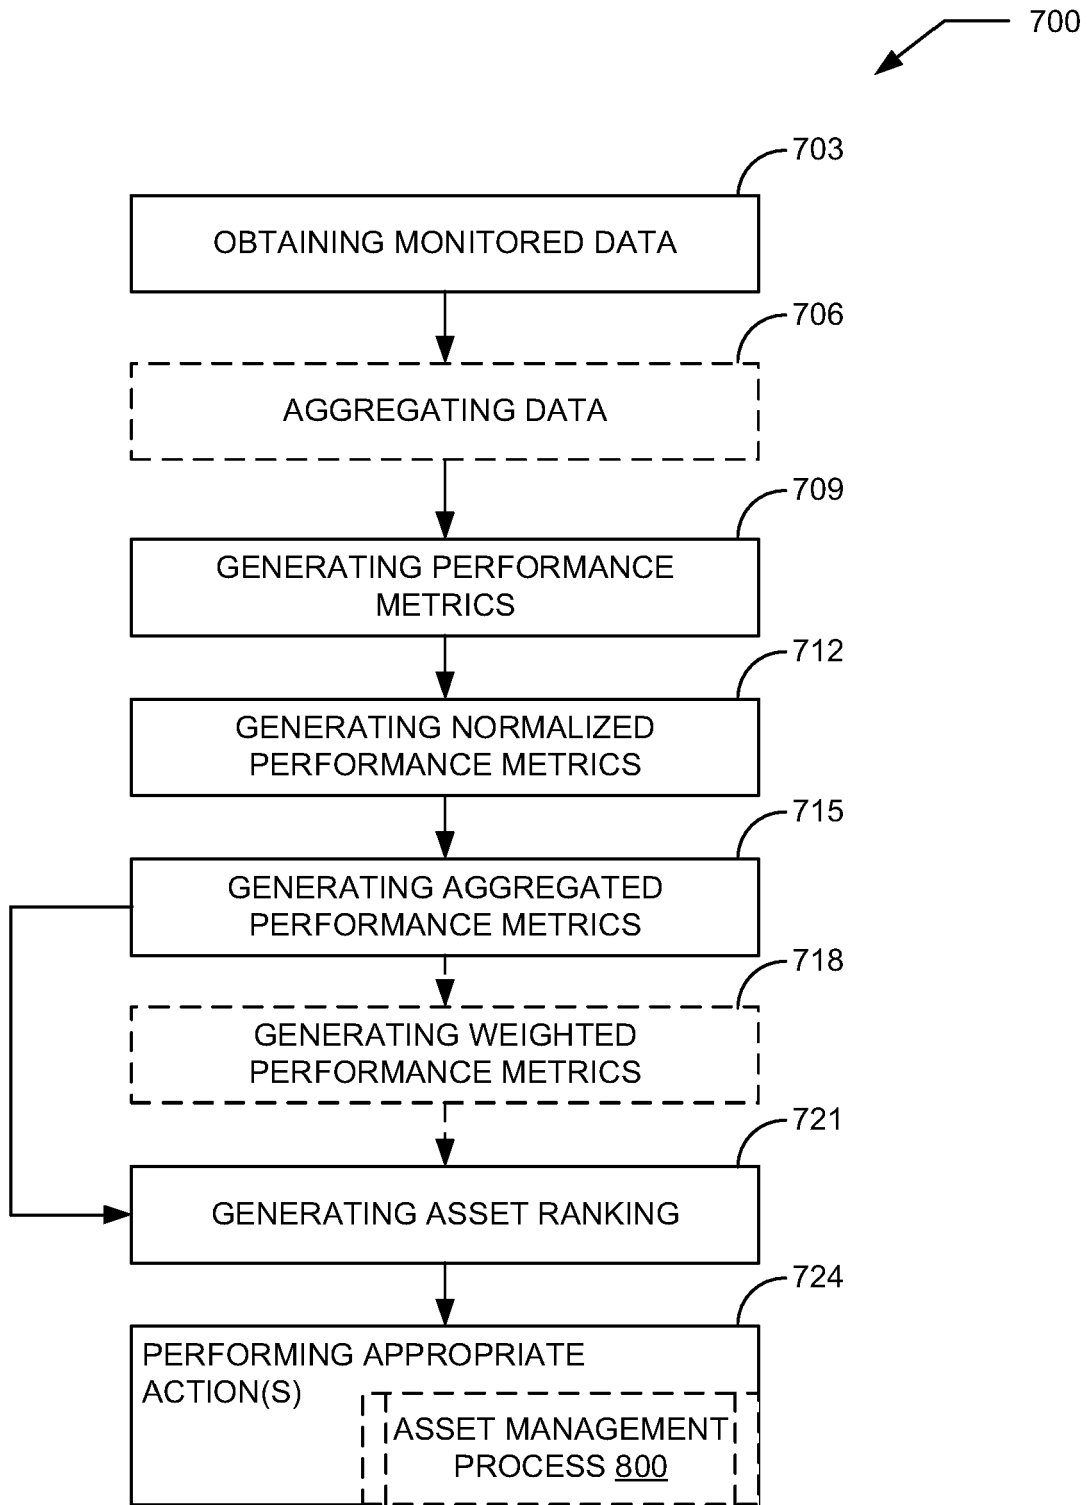 700
703
OBTAINING MONITORED DATA
706
AGGREGATING DATA
709
GENERATING PERFORMANCE
METRICS
712
GENERATING NORMALIZED
PERFORMANCE METRICS
715
GENERATING AGGREGATED
PERFORMANCE METRICS
718
GENERATING WEIGHTED
PERFORMANCE METRICS
721
GENERATING ASSET RANKING
724
PERFORMING APPROPRIATE
ACTION(S)
ASSET MANAGEMENT
PROCESS 800